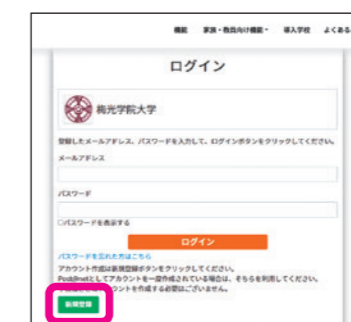 機能 家族・教員向け機能 導入学校 よくある
ログイン
梅光学院大学
登録したメールアドレス、パスワードを入力して、ログインボタンをクリックしてください。
メールアドレス
パスワード
パスワードを表示する
ログイン
パスワードを忘れた方はこちら
アカウント作成は新規登録ボタンをクリックしてください。
Post@netとしてアカウントを一度作成されている場合は、そちらを利用してください。
ウントを作成する必要はございません。
新規登録